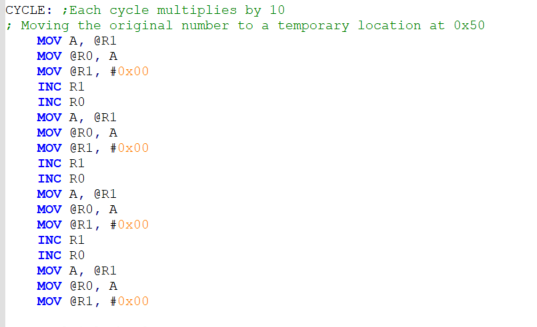 CYCLE: ;Each cycle multiplies by 10
; Moving the original number to a temporary location at 0x50
MOV A, @R1
MOV @R0, A
MOV @R1, #0x00
INC R1
INC R0
MOV A, @R1
MOV @R0, A
MOV @R1, #0x00
INC R1
INC R0
MOV A, @R1
MOV @R0, A
MOV @R1, #0x00
INC R1
INC R0
MOV A, @R1
MOV @R0, A
MOV @R1, #0x00